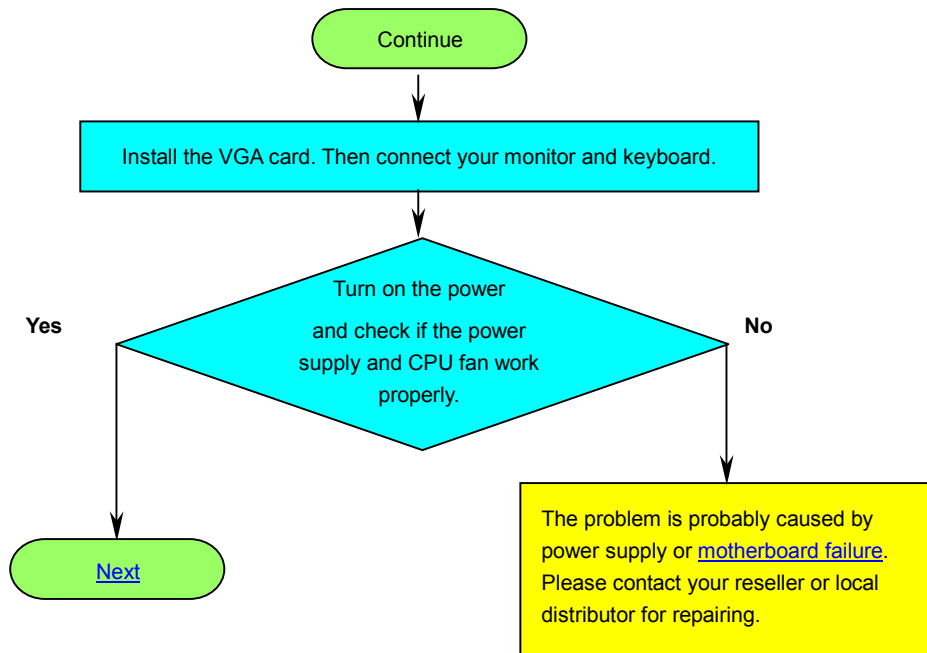 Continue
Install the VGA card. Then connect your monitor and keyboard.
Turn on the power
and check if the power
supply and CPU fan work
properly.
Yes
No
Next
The problem is probably caused by
power supply or motherboard failure.
Please contact your reseller or local
distributor for repairing.